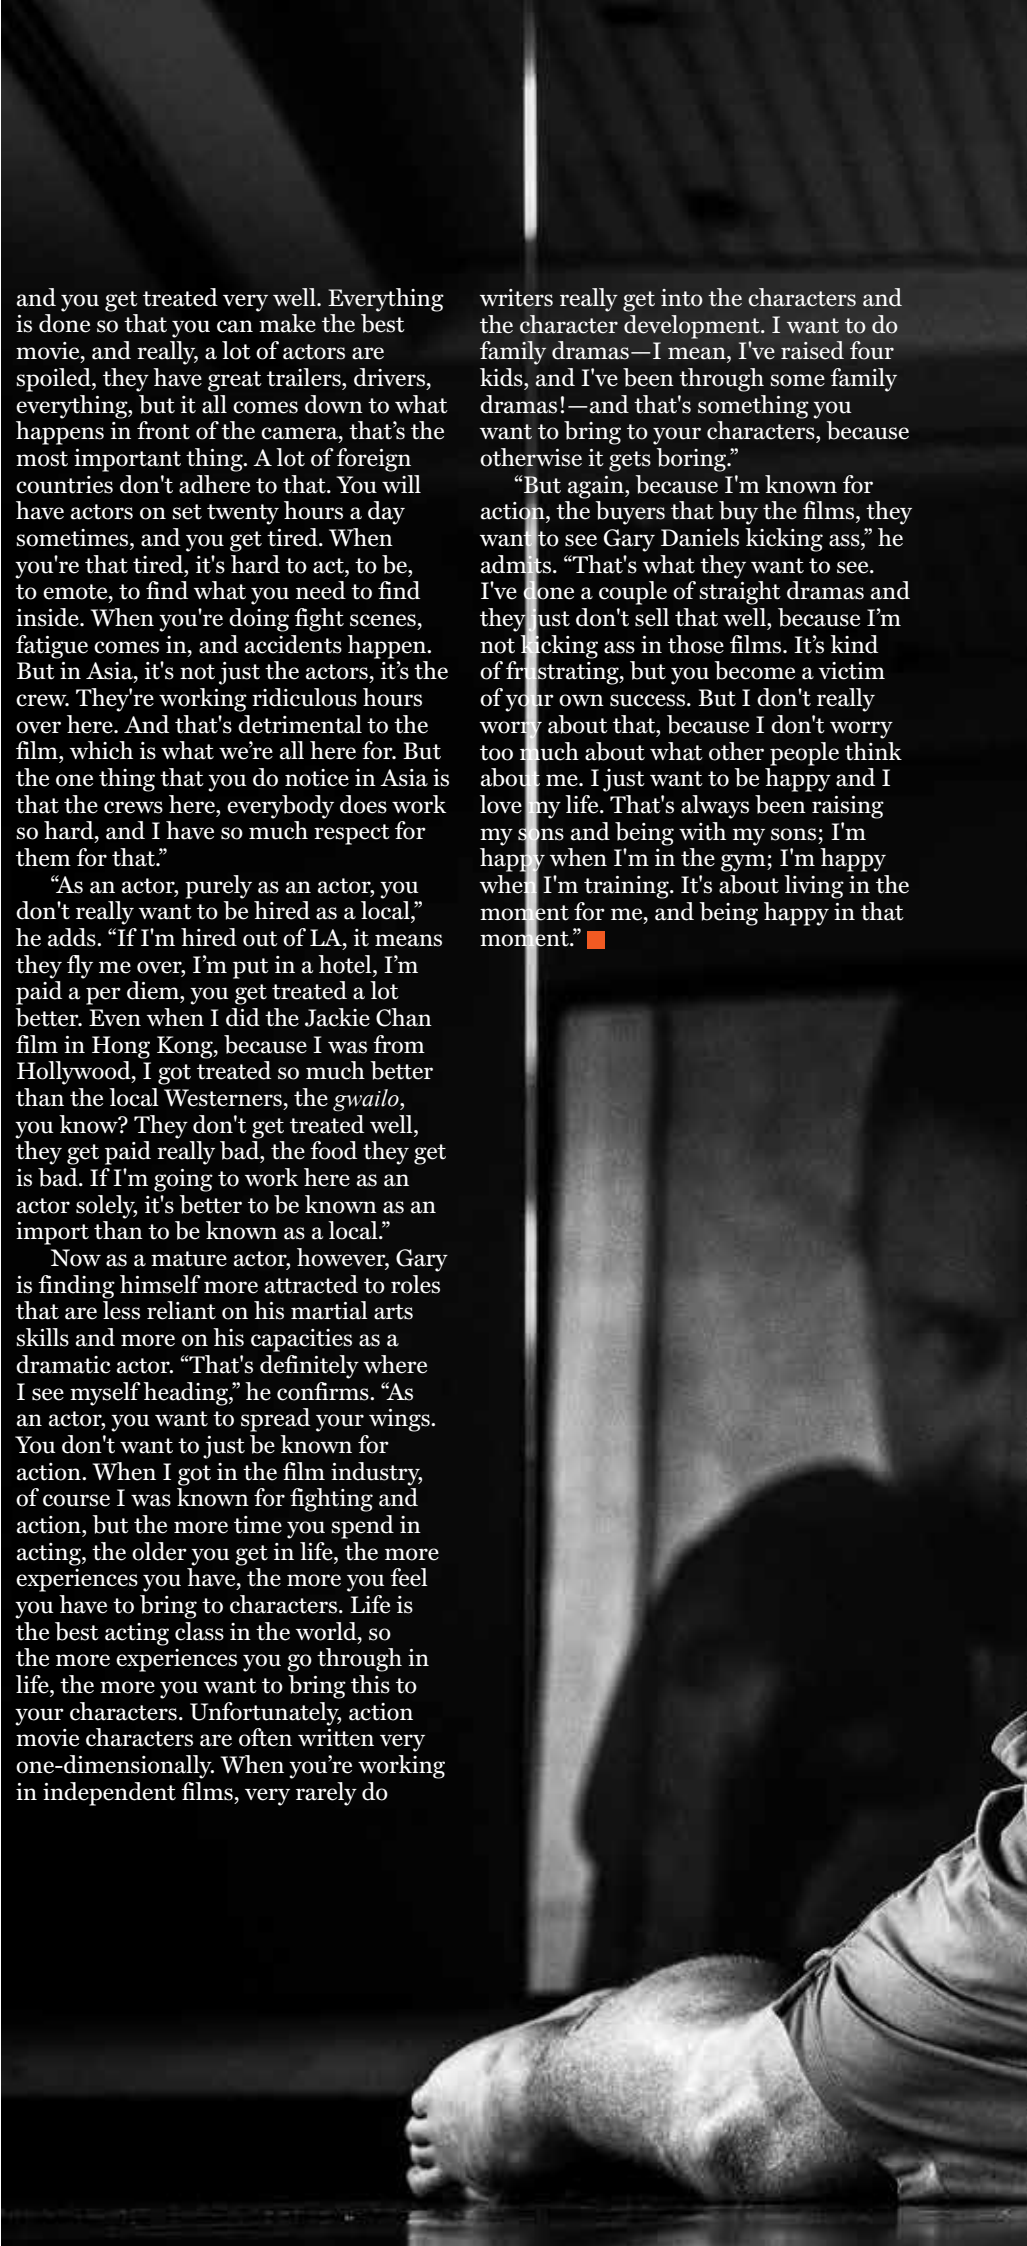 and you get treated very well. Everything
is done so that you can make the best
movie, and really, a lot of actors are
spoiled, they have great trailers, drivers,
everything, but it all comes down to what
happens in front of the camera, that’s the
most important thing. A lot of foreign
countries don't adhere to that. You will
have actors on set twenty hours a day
sometimes, and you get tired. When
you're that tired, it's hard to act, to be,
to emote, to find what you need to find
inside. When you're doing fight scenes,
fatigue comes in, and accidents happen.
But in Asia, it's not just the actors, it’s the
crew. They're working ridiculous hours
over here. And that's detrimental to the
film, which is what we’re all here for. But
the one thing that you do notice in Asia is
that the crews here, everybody does work
so hard, and I have so much respect for
them for that.”
“As an actor, purely as an actor, you
don't really want to be hired as a local,”
he adds. “If I'm hired out of LA, it means
they fly me over, I’m put in a hotel, I’m
paid a per diem, you get treated a lot
better. Even when I did the Jackie Chan
film in Hong Kong, because I was from
Hollywood, I got treated so much better
than the local Westerners, the gwailo,
you know? They don't get treated well,
they get paid really bad, the food they get
is bad. If I'm going to work here as an
actor solely, it's better to be known as an
import than to be known as a local.”
Now as a mature actor, however, Gary
is finding himself more attracted to roles
that are less reliant on his martial arts
skills and more on his capacities as a
dramatic actor. “That's definitely where
I see myself heading,” he confirms. “As
an actor, you want to spread your wings.
You don't want to just be known for
action. When I got in the film industry,
of course I was known for fighting and
action, but the more time you spend in
acting, the older you get in life, the more
experiences you have, the more you feel
you have to bring to characters. Life is
the best acting class in the world, so
the more experiences you go through in
life, the more you want to bring this to
your characters. Unfortunately, action
movie characters are often written very
one-dimensionally. When you’re working
in independent films, very rarely do
writers really get into the characters and
the character development. I want to do
family dramas—I mean, I've raised four
kids, and I've been through some family
dramas!—and that's something you
want to bring to your characters, because
otherwise it gets boring.”
“But again, because I'm known for
action, the buyers that buy the films, they
want to see Gary Daniels kicking ass,” he
admits. “That's what they want to see.
I've done a couple of straight dramas and
they just don't sell that well, because I’m
not kicking ass in those films. It’s kind
of frustrating, but you become a victim
of your own success. But I don't really
worry about that, because I don't worry
too much about what other people think
about me. I just want to be happy and I
love my life. That's always been raising
my sons and being with my sons; I'm
happy when I'm in the gym; I'm happy
when I'm training. It's about living in the
moment for me, and being happy in that
moment.”